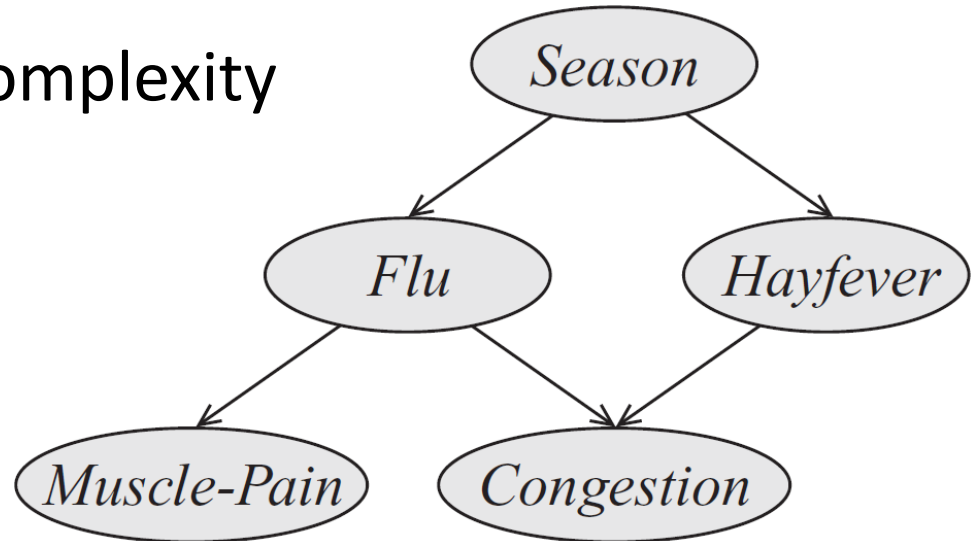 omplexity
Season
Flu
Hayfever
Muscle-Pain
Congestion